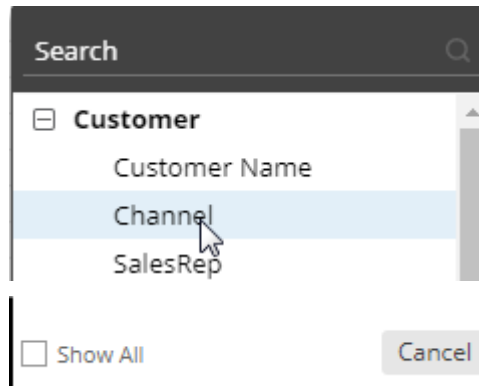 Search
Customer
Customer Name
Channel
SalesRep
Show All
Cancel